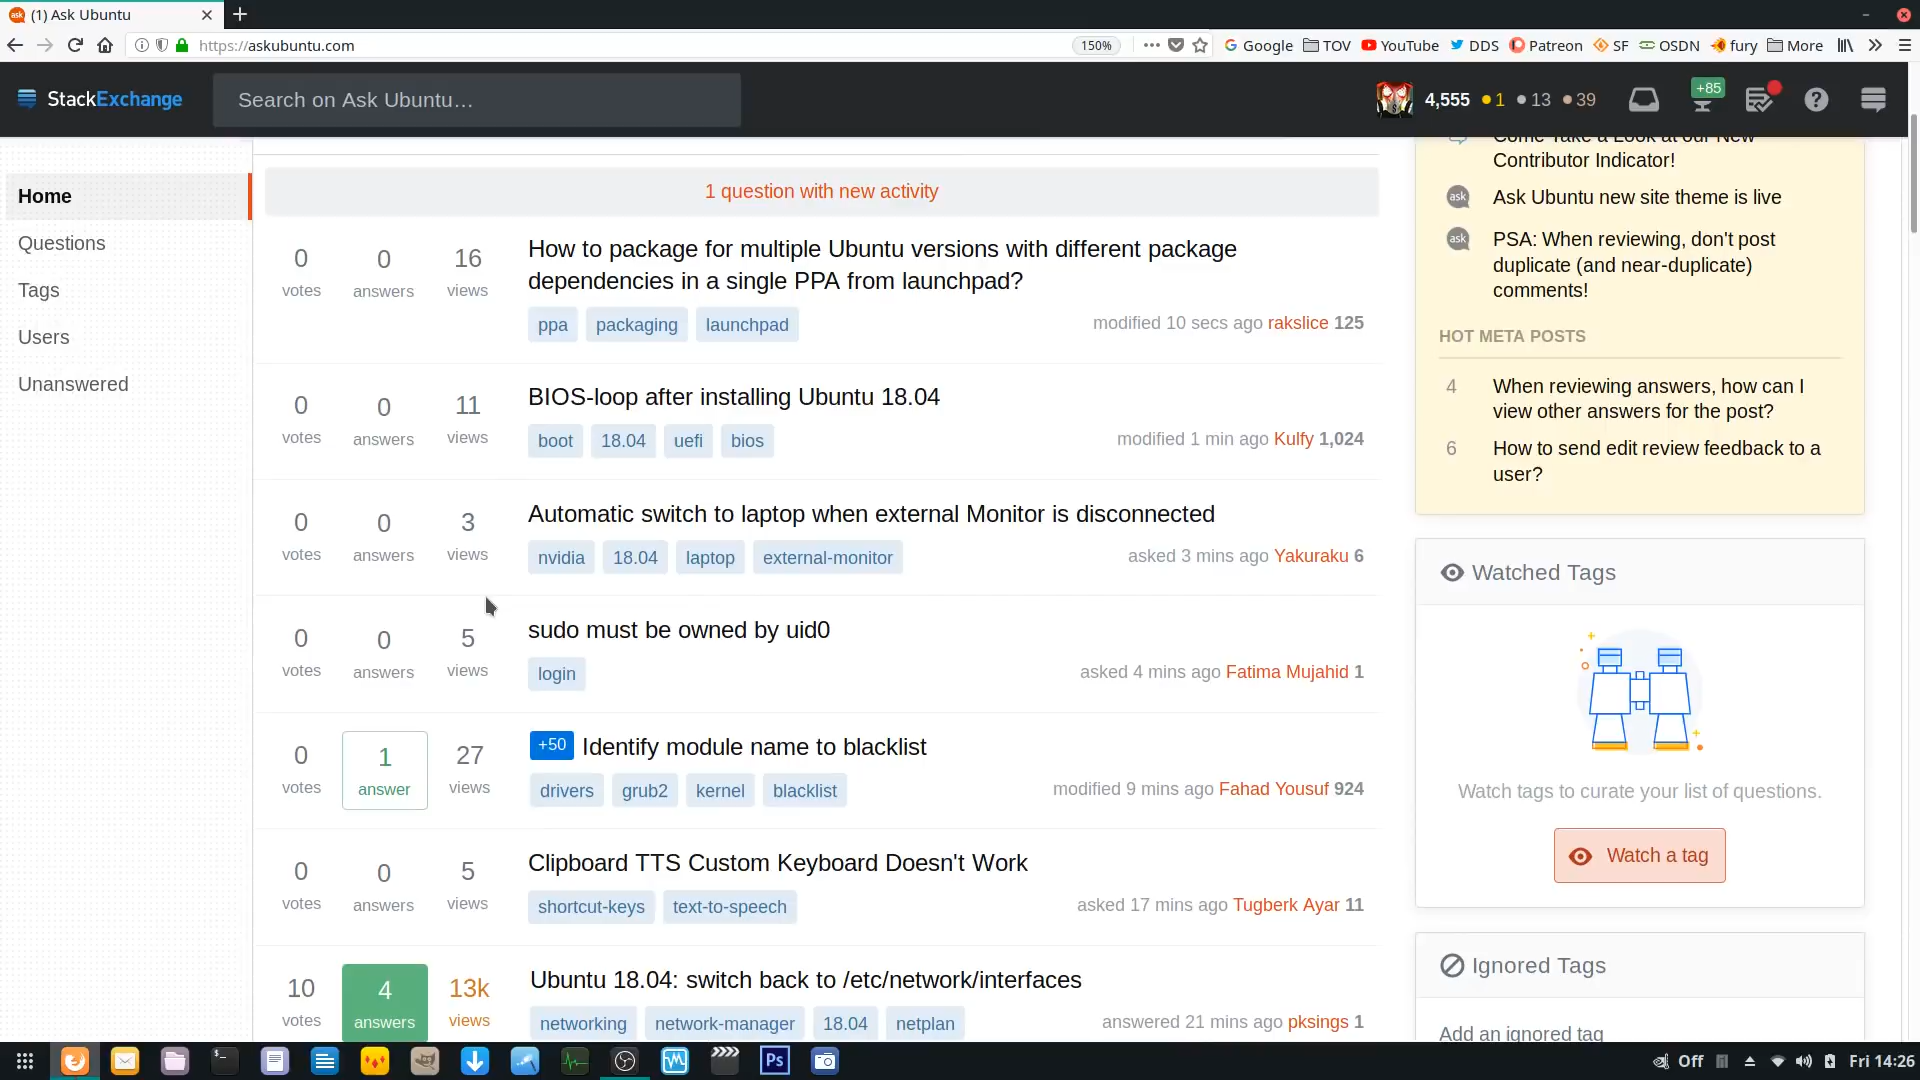 (1) Ask Ubuntu
https://askubuntu.com
150%
Google
TOV
YouTube
DDS
Patreon
SF
OSDN
fury
More
StackExchange
Search on Ask Ubuntu…
4,555 1 13 39
+85
Home
Questions
Tags
Users
Unanswered
1 question with new activity
0 votes
0 answers
16 views
How to package for multiple Ubuntu versions with different package
dependencies in a single PPA from launchpad?
ppa packaging launchpad
modified 10 secs ago rakslice 125
0 votes
0 answers
11 views
BIOS-loop after installing Ubuntu 18.04
boot 18.04 uefi bios
modified 1 min ago Kulfy 1,024
0 votes
0 answers
3 views
Automatic switch to laptop when external Monitor is disconnected
nvidia 18.04 laptop external-monitor
asked 3 mins ago Yakuraku 6
0 votes
0 answers
5 views
sudo must be owned by uid0
login
asked 4 mins ago Fatima Mujahid 1
0 votes
1 answer
27 views
+50 Identify module name to blacklist
drivers grub2 kernel blacklist
modified 9 mins ago Fahad Yousuf 924
0 votes
0 answers
5 views
Clipboard TTS Custom Keyboard Doesn't Work
shortcut-keys text-to-speech
asked 17 mins ago Tugberk Ayar 11
10 votes
4 answers
13k views
Ubuntu 18.04: switch back to /etc/network/interfaces
networking network-manager 18.04 netplan
answered 21 mins ago pksings 1
Come Take a Look at our New
Contributor Indicator!
ask
Ask Ubuntu new site theme is live
ask
PSA: When reviewing, don't post
duplicate (and near-duplicate)
comments!
HOT META POSTS
4 When reviewing answers, how can I
view other answers for the post?
6 How to send edit review feedback to a
user?
Watched Tags
Watch tags to curate your list of questions.
Watch a tag
Ignored Tags
Add an ignored tag
Ps
Off
Fri 14:26